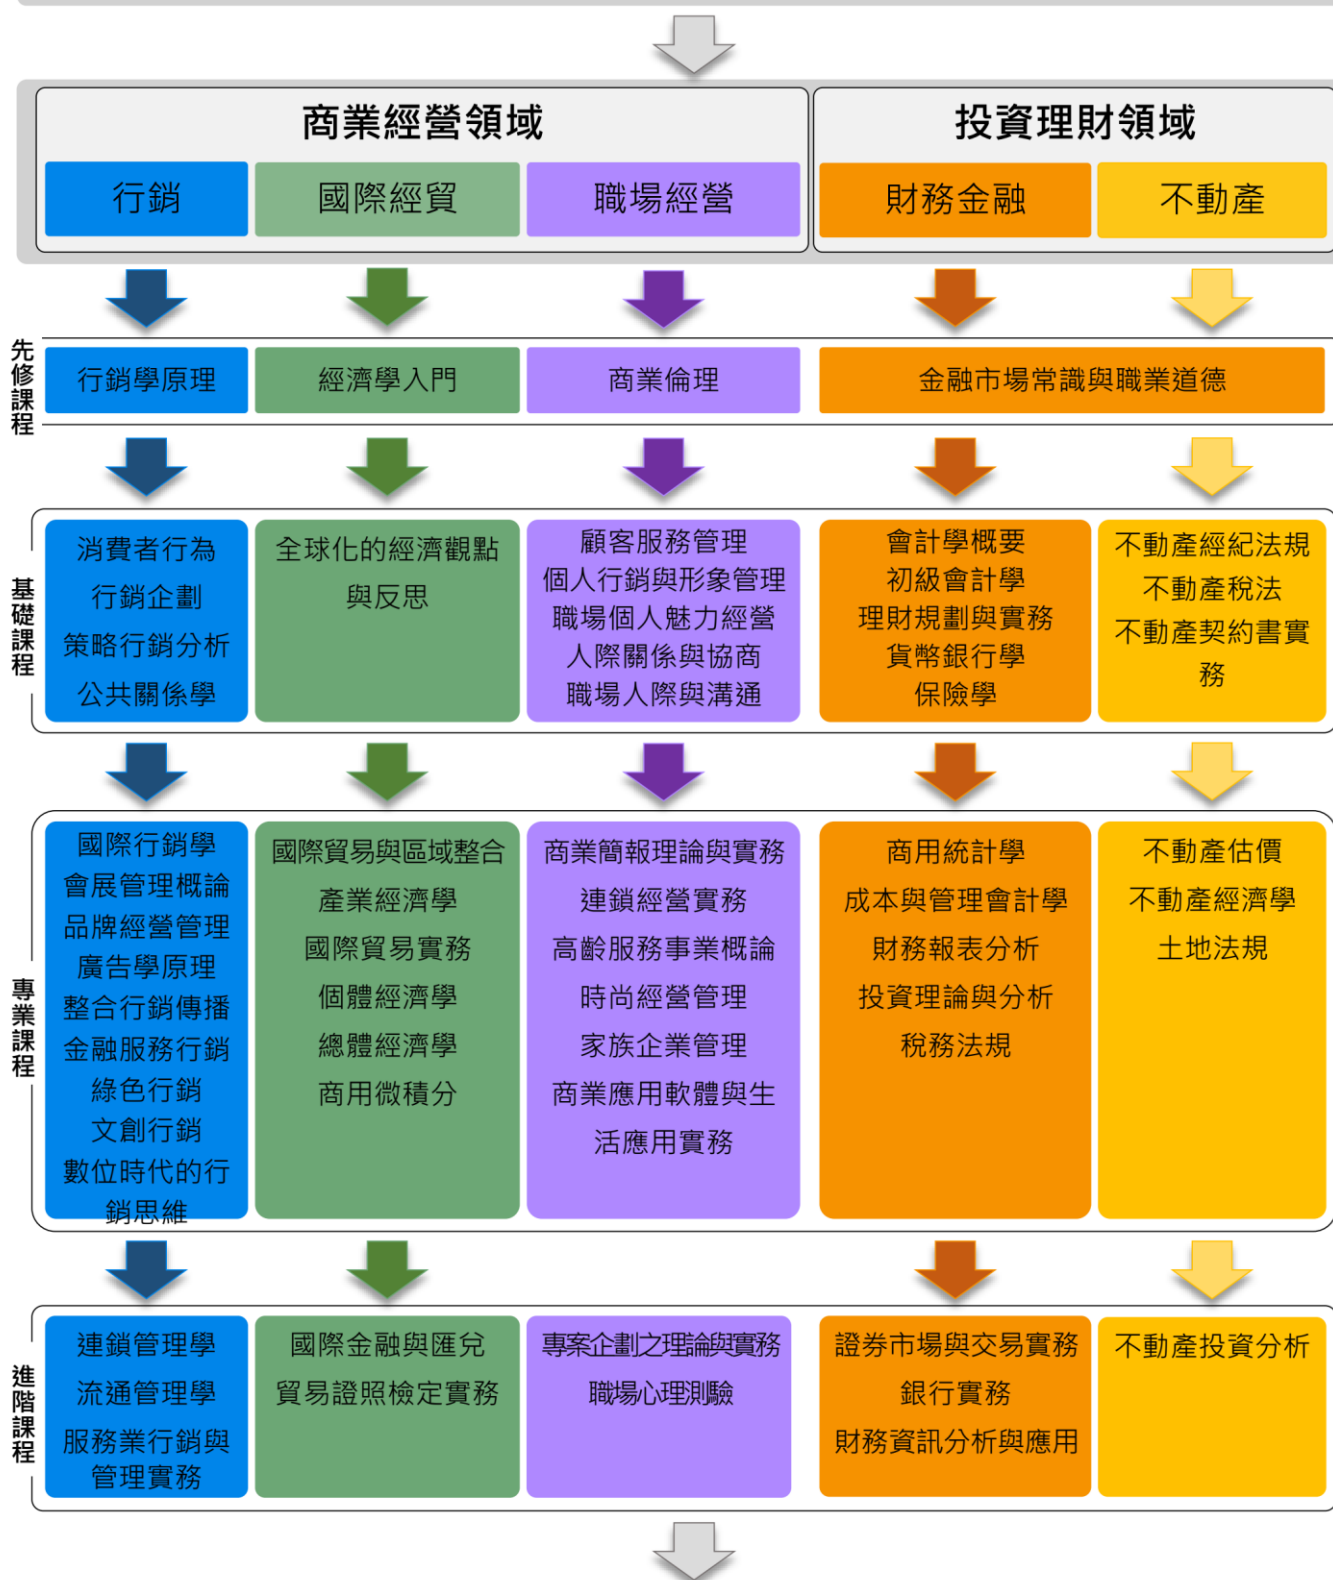 商業經營領域
投資理財領域
行銷
國際經貿
職場經營
財務金融
不動產
先修課程
行銷學原理
經濟學入門
商業倫理
金融市場常識與職業道德
基礎課程
消費者行為
行銷企劃
策略行銷分析
公共關係學
全球化的經濟觀點
與反思
顧客服務管理
個人行銷與形象管理
職場個人魅力經營
人際關係與協商
職場人際與溝通
會計學概要
初級會計學
理財規劃與實務
貨幣銀行學
保險學
不動產經紀法規
不動產稅法
不動產契約書實
務
專業課程
國際行銷學
會展管理概論
品牌經營管理
廣告學原理
整合行銷傳播
金融服務行銷
綠色行銷
文創行銷
數位時代的行
銷思維
國際貿易與區域整合
產業經濟學
國際貿易實務
個體經濟學
總體經濟學
商用微積分
商業簡報理論與實務
連鎖經營實務
高齡服務事業概論
時尚經營管理
家族企業管理
商業應用軟體與生
活應用實務
商用統計學
成本與管理會計學
財務報表分析
投資理論與分析
稅務法規
不動產估價
不動產經濟學
土地法規
進階課程
連鎖管理學
流通管理學
服務業行銷與
管理實務
國際金融與匯兌
貿易證照檢定實務
專案企劃之理論與實務
職場心理測驗
證券市場與交易實務
銀行實務
財務資訊分析與應用
不動產投資分析